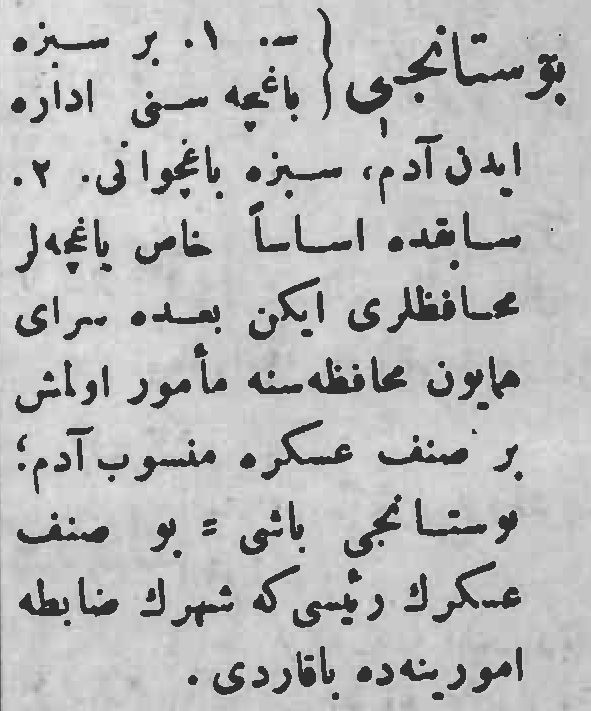 بوستانجی } س. ۱. بر سبزه
باغچه سنی اداره
ایدن آدم، سبزه باغچوانی. ۲.
سابقده اساساً خاص باغچه‌لر
محافظلری ایکن بعده سرای
همایون محافظه‌سنه مأمور اولمش
بر صنف عسکره منسوب آدم؛
بوستانجی باشی = بو صنف
عسکرك رئیسی که شهرك ضابطه
امورینه‌ده باقاردی.